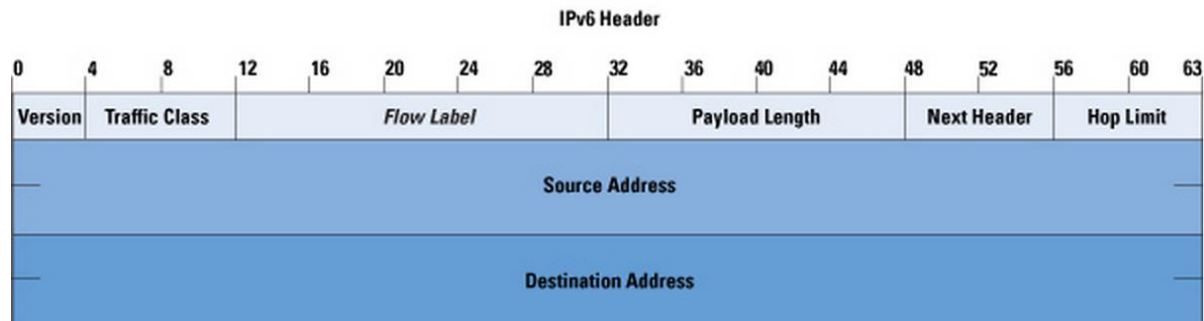 IPv6 Header
0 4 8 12 16 20 24 28 32 36 40 44 48 52 56 60 63
Version Traffic Class Flow Label Payload Length Next Header Hop Limit
Source Address
Destination Address